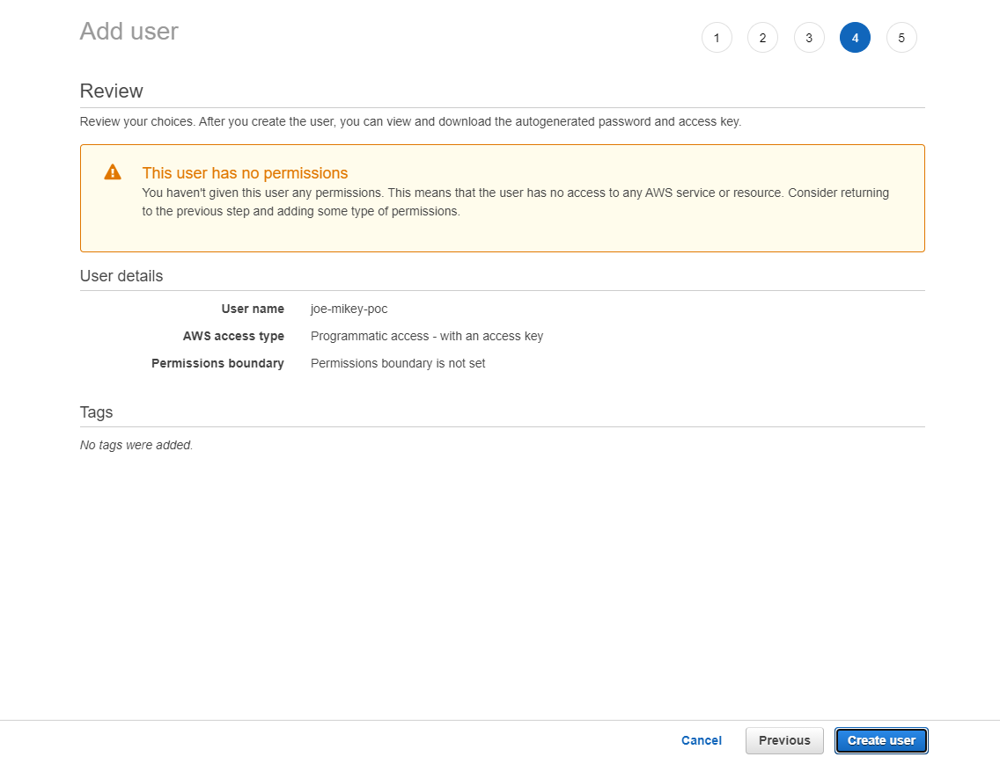 Add user
1 2 3 4 5
Review
Review your choices. After you create the user, you can view and download the autogenerated password and access key.
This user has no permissions
You haven't given this user any permissions. This means that the user has no access to any AWS service or resource. Consider returning
to the previous step and adding some type of permissions.
User details
User name joe-mikey-poc
AWS access type Programmatic access - with an access key
Permissions boundary Permissions boundary is not set
Tags
No tags were added.
Cancel Previous Create user